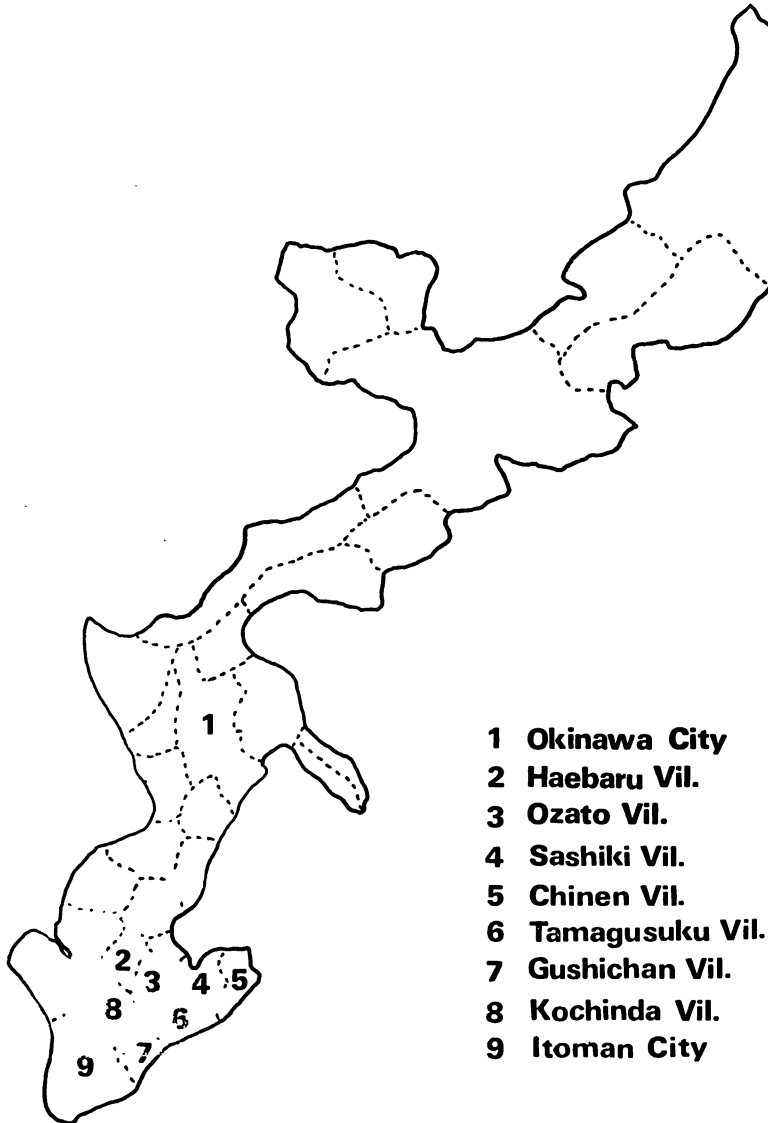 1
2
3
4
5
6
7
8
9
1 Okinawa City
2 Haebaru Vil.
3 Ozato Vil.
4 Sashiki Vil.
5 Chinen Vil.
6 Tamagusuku Vil.
7 Gushichan Vil.
8 Kochinda Vil.
9 Itoman City